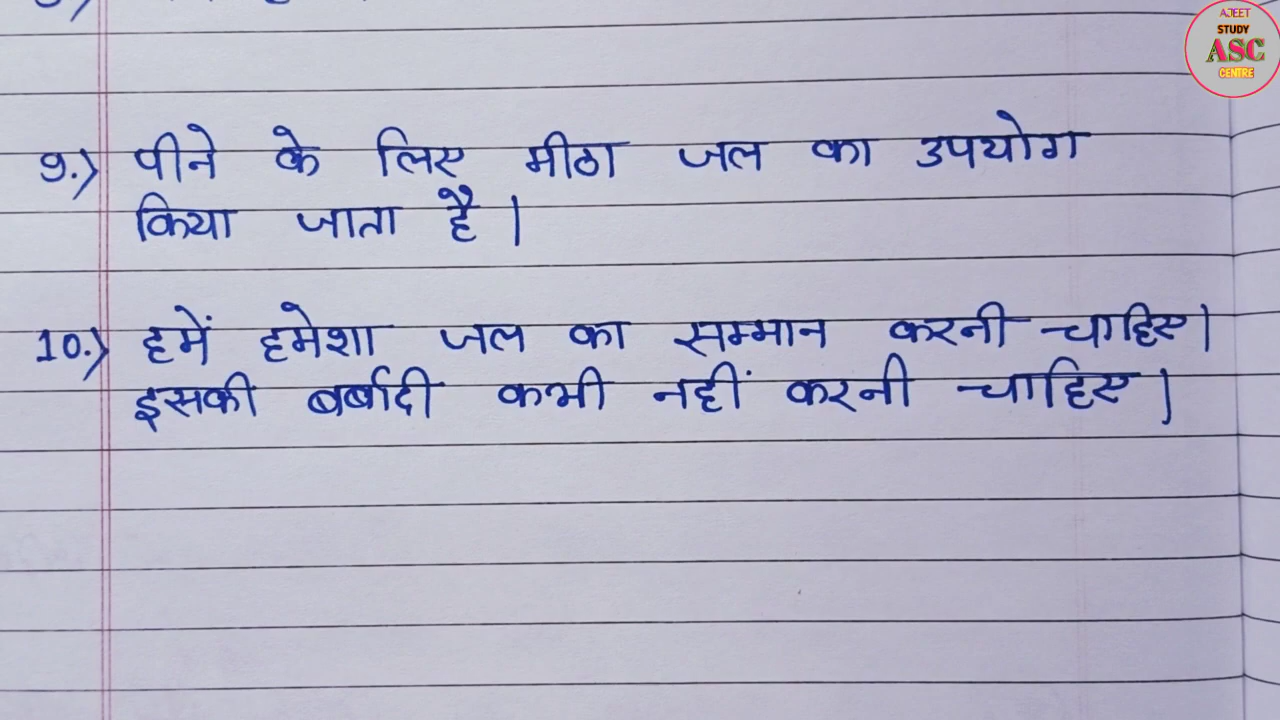 AJEET
STUDY
ASC
CENTRE
9.) पीने के लिए मीठा जल का उपयोग
किया जाता है।
10.) हमें हमेशा जल का सम्मान करनी चाहिए।
इसकी बर्बादी कभी नहीं करनी चाहिए।